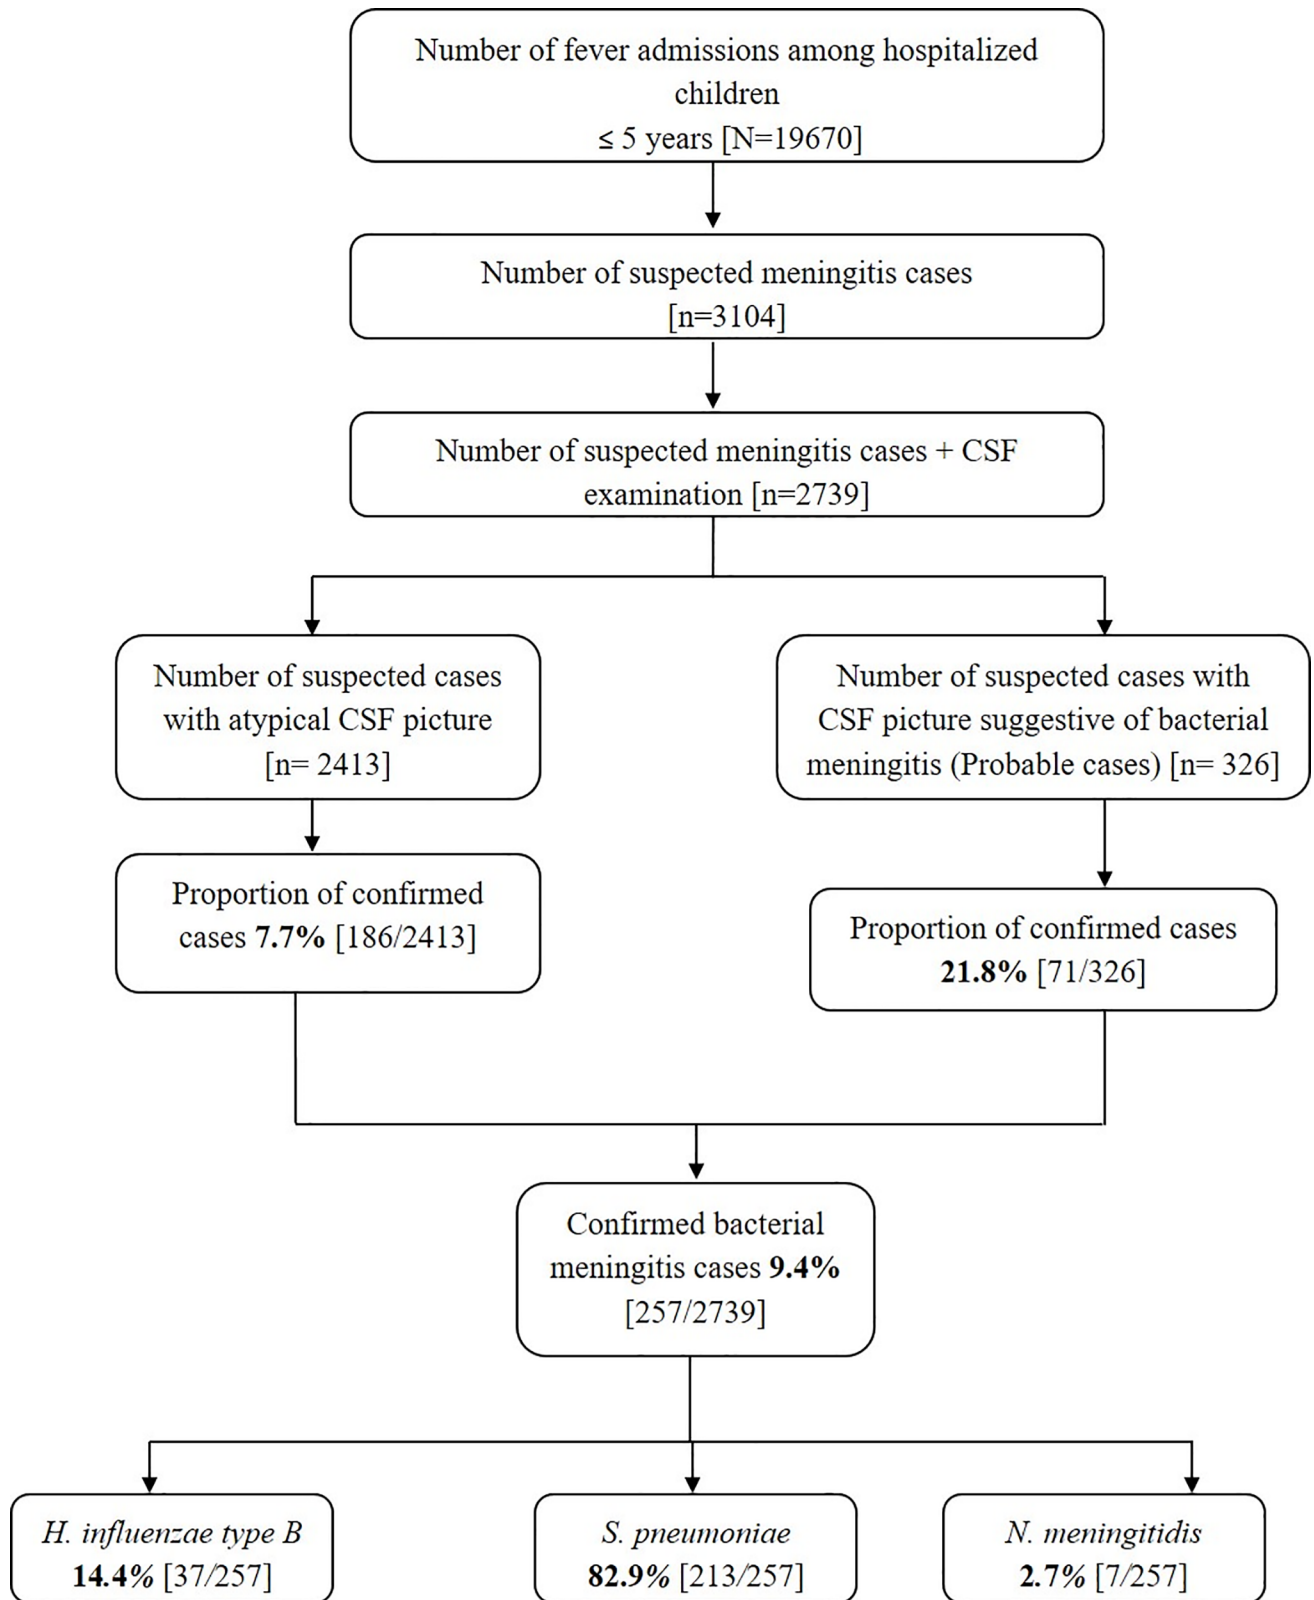 Number of fever admissions among hospitalized
children
≤ 5 years [N=19670]
Number of suspected meningitis cases
[n=3104]
Number of suspected meningitis cases + CSF
examination [n=2739]
Number of suspected cases
with atypical CSF picture
[n= 2413]
Number of suspected cases with
CSF picture suggestive of bacterial
meningitis (Probable cases) [n= 326]
Proportion of confirmed
cases 7.7% [186/2413]
Proportion of confirmed cases
21.8% [71/326]
Confirmed bacterial
meningitis cases 9.4%
[257/2739]
H. influenzae type B
14.4% [37/257]
S. pneumoniae
82.9% [213/257]
N. meningitidis
2.7% [7/257]